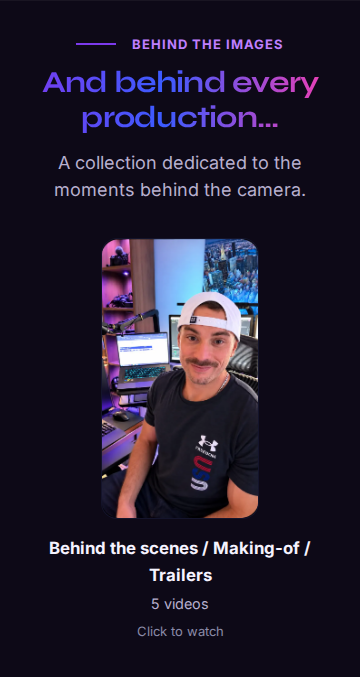 BEHIND THE IMAGES
And behind every
production...
A collection dedicated to the
moments behind the camera.
Behind the scenes / Making-of /
Trailers
5 videos
Click to watch